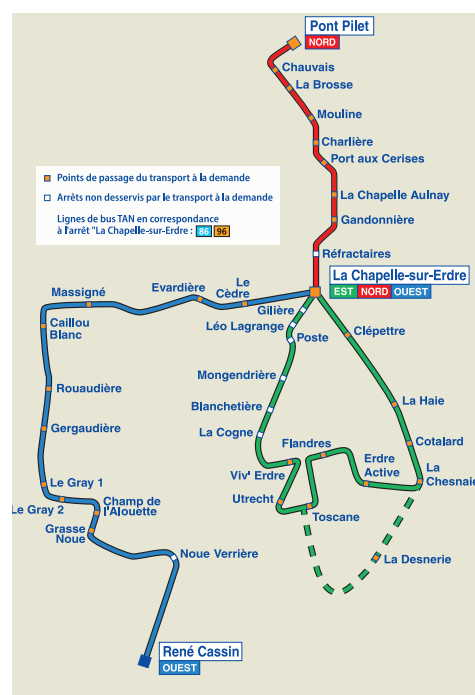 Pont Pilet
NORD
Chauvais
La Brosse
Mouline
Charlière
Port aux Cerises
Points de passage du transport à la demande
Arrêts non desservis par le transport à la demande
Lignes de bus TAN en correspondance
à l'arrêt "La Chapelle-sur-Erdre : 86 96
La Chapelle Aulnay
Gandonnière
Réfractaires
La Chapelle-sur-Erdre
EST NORD OUEST
Massigné
Evardière
Le
Cèdre
Gilière
Léo Lagrange
Poste
Clépettre
Caillou
Blanc
Mongendrière
Rouaudière
Blanchetière
La Haie
Gergaudière
La Cogne
Flandres
Cotalard
Erdre
Active
La
Chesnaie
Viv' Erdre
Le Gray 1
Le Gray 2
Champ de
l'Alouette
Utrecht
Toscane
Grasse
Noue
Noue Verrière
La Desnerie
René Cassin
OUEST